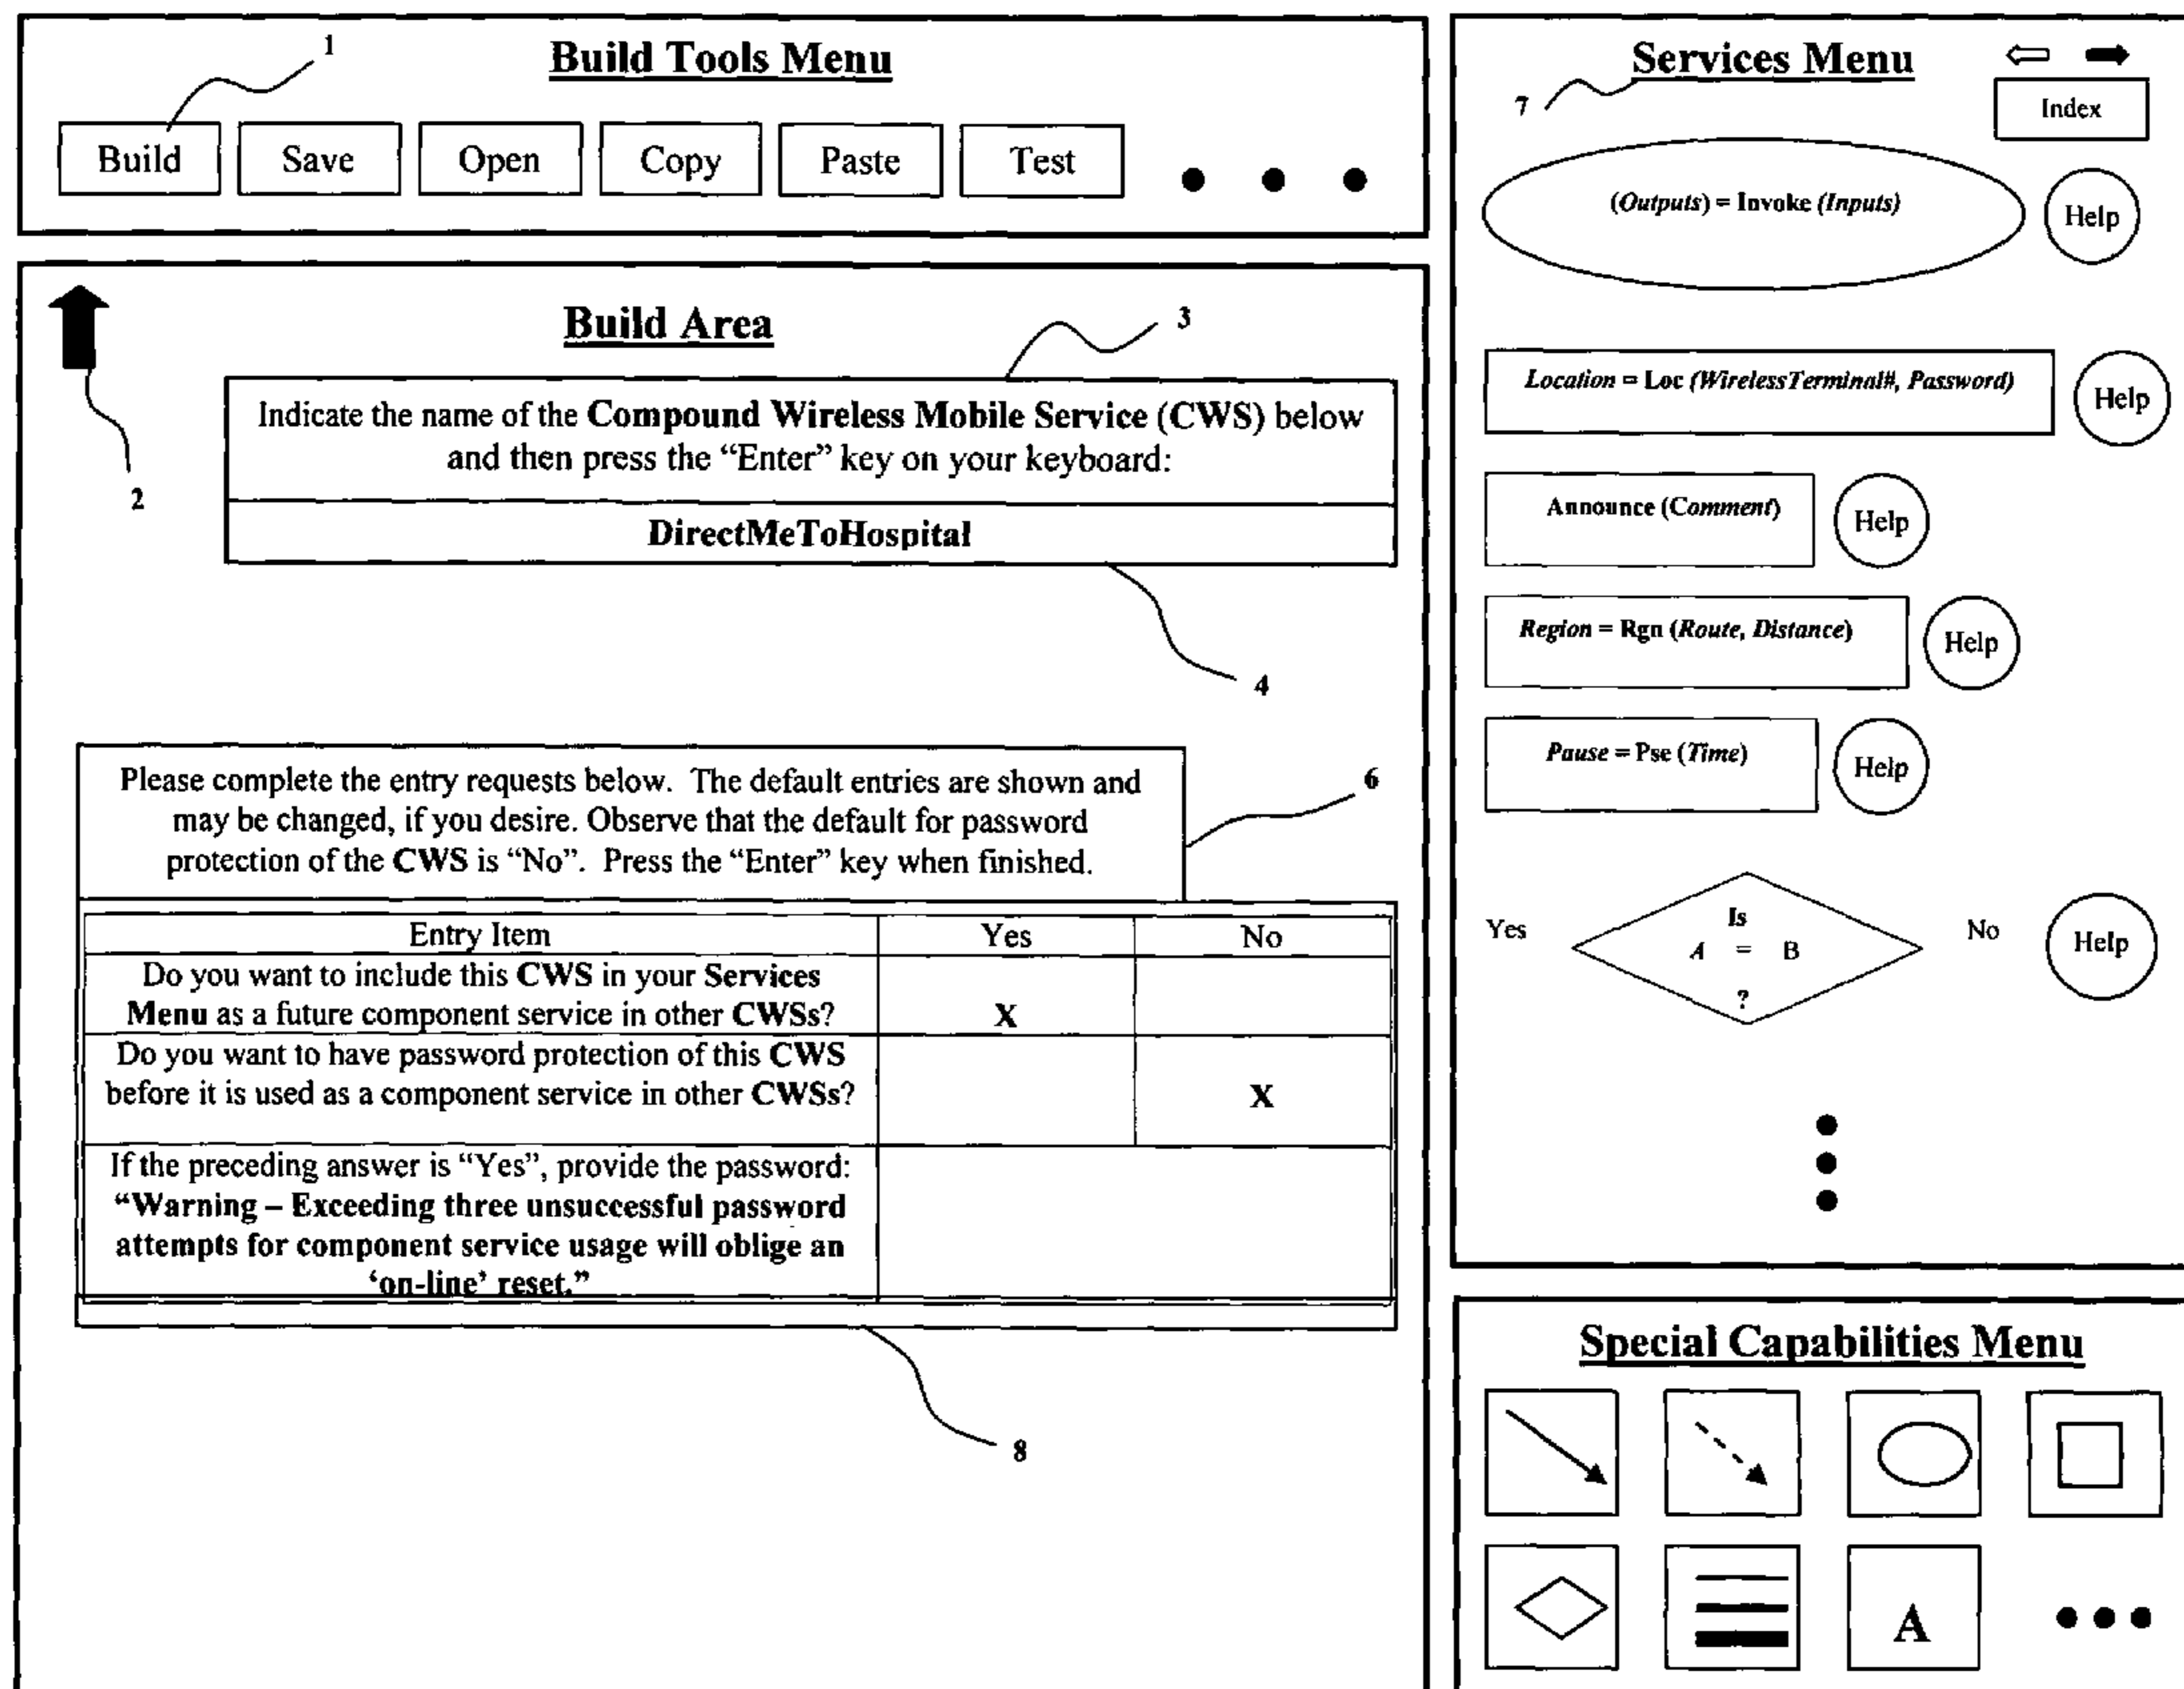 1
Build Tools Menu
Build Save Open Copy Paste Test
2
Build Area
3
Indicate the name of the Compound Wireless Mobile Service (CWS) below
and then press the “Enter” key on your keyboard:
DirectMeToHospital
4
Please complete the entry requests below. The default entries are shown and
may be changed, if you desire. Observe that the default for password
protection of the CWS is “No”. Press the “Enter” key when finished.
6
Entry Item Yes No
Do you want to include this CWS in your Services
Menu as a future component service in other CWSs? X
Do you want to have password protection of this CWS
before it is used as a component service in other CWSs? X
If the preceding answer is “Yes”, provide the password:
“Warning – Exceeding three unsuccessful password
attempts for component service usage will oblige an
‘on-line’ reset.”
8
Services Menu
7
Index
(Outputs) = Invoke (Inputs) Help
Location = Loc (WirelessTerminal#, Password) Help
Announce (Comment) Help
Region = Rgn (Route, Distance) Help
Pause = Pse (Time) Help
Is
Yes A = B No Help
?
Special Capabilities Menu
A